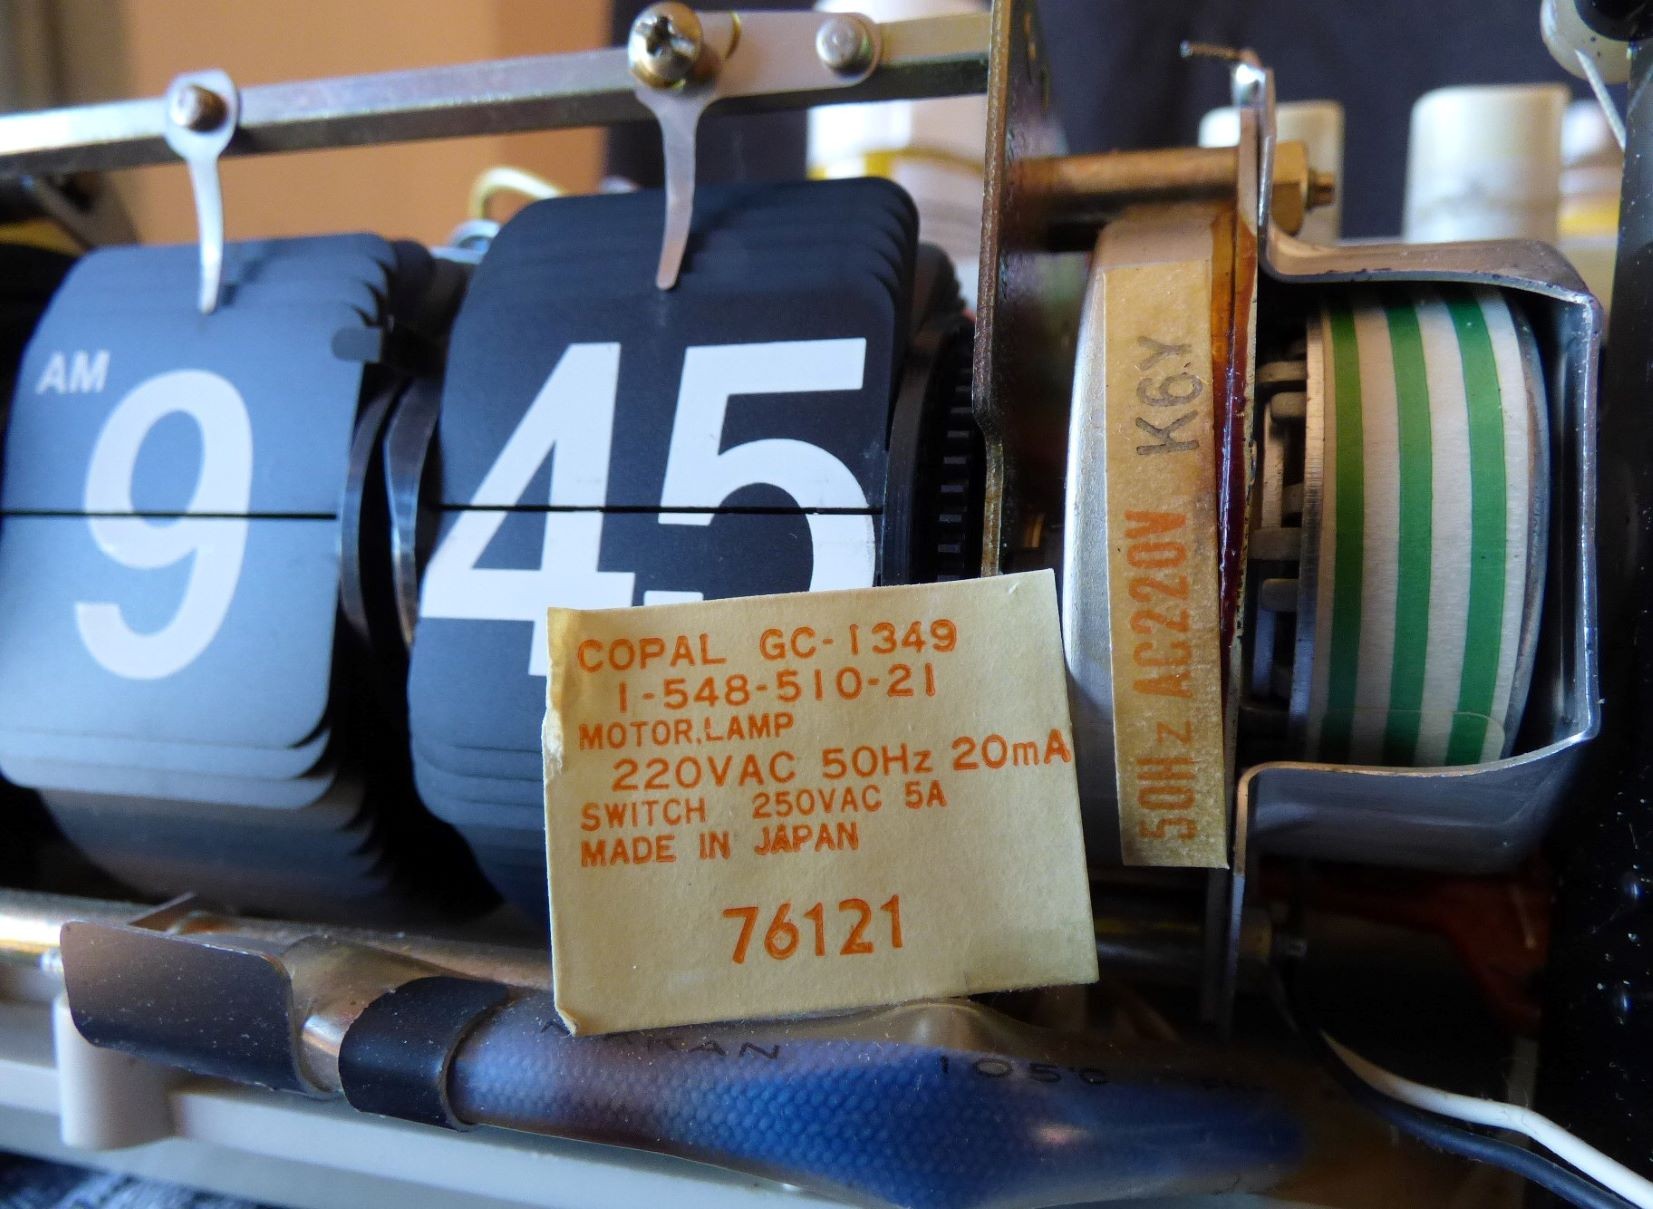 AM
9
45
COPAL GC-1349
1-548-510-21
MOTOR,LAMP
220VAC 50Hz 20mA
SWITCH 250VAC 5A
MADE IN JAPAN
76121
50Hz AC220V K6Y
105°C